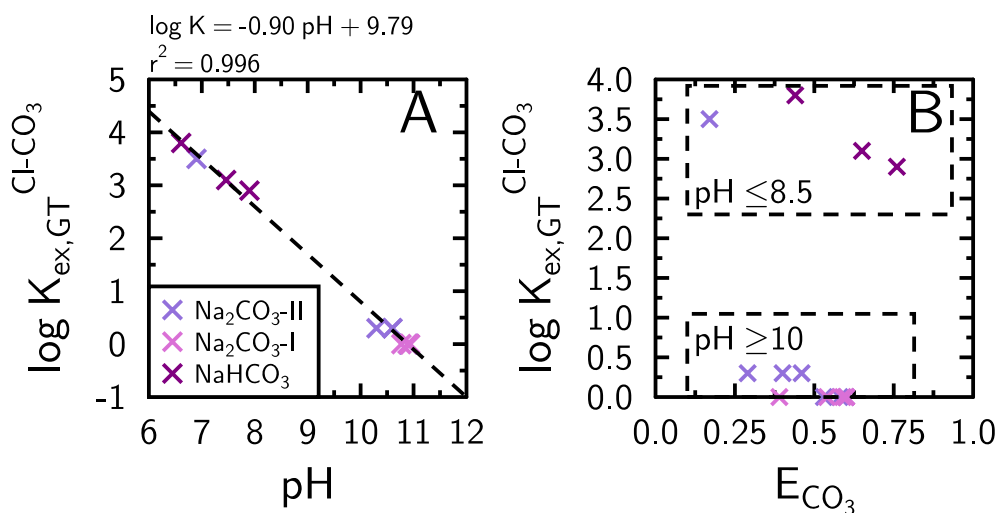 log K = -0.90 pH + 9.79
r² = 0.996
A
log K_ex,GT^Cl-CO₃
5
4
3
2
1
0
-1
Na₂CO₃-II
Na₂CO₃-I
NaHCO₃
6 7 8 9 10 11 12
pH
B
log K_ex,GT^Cl-CO₃
4.0
3.5
3.0
2.5
2.0
1.5
1.0
0.5
0.0
pH ≤8.5
pH ≥10
0.0 0.25 0.5 0.75 1.0
E_CO₃